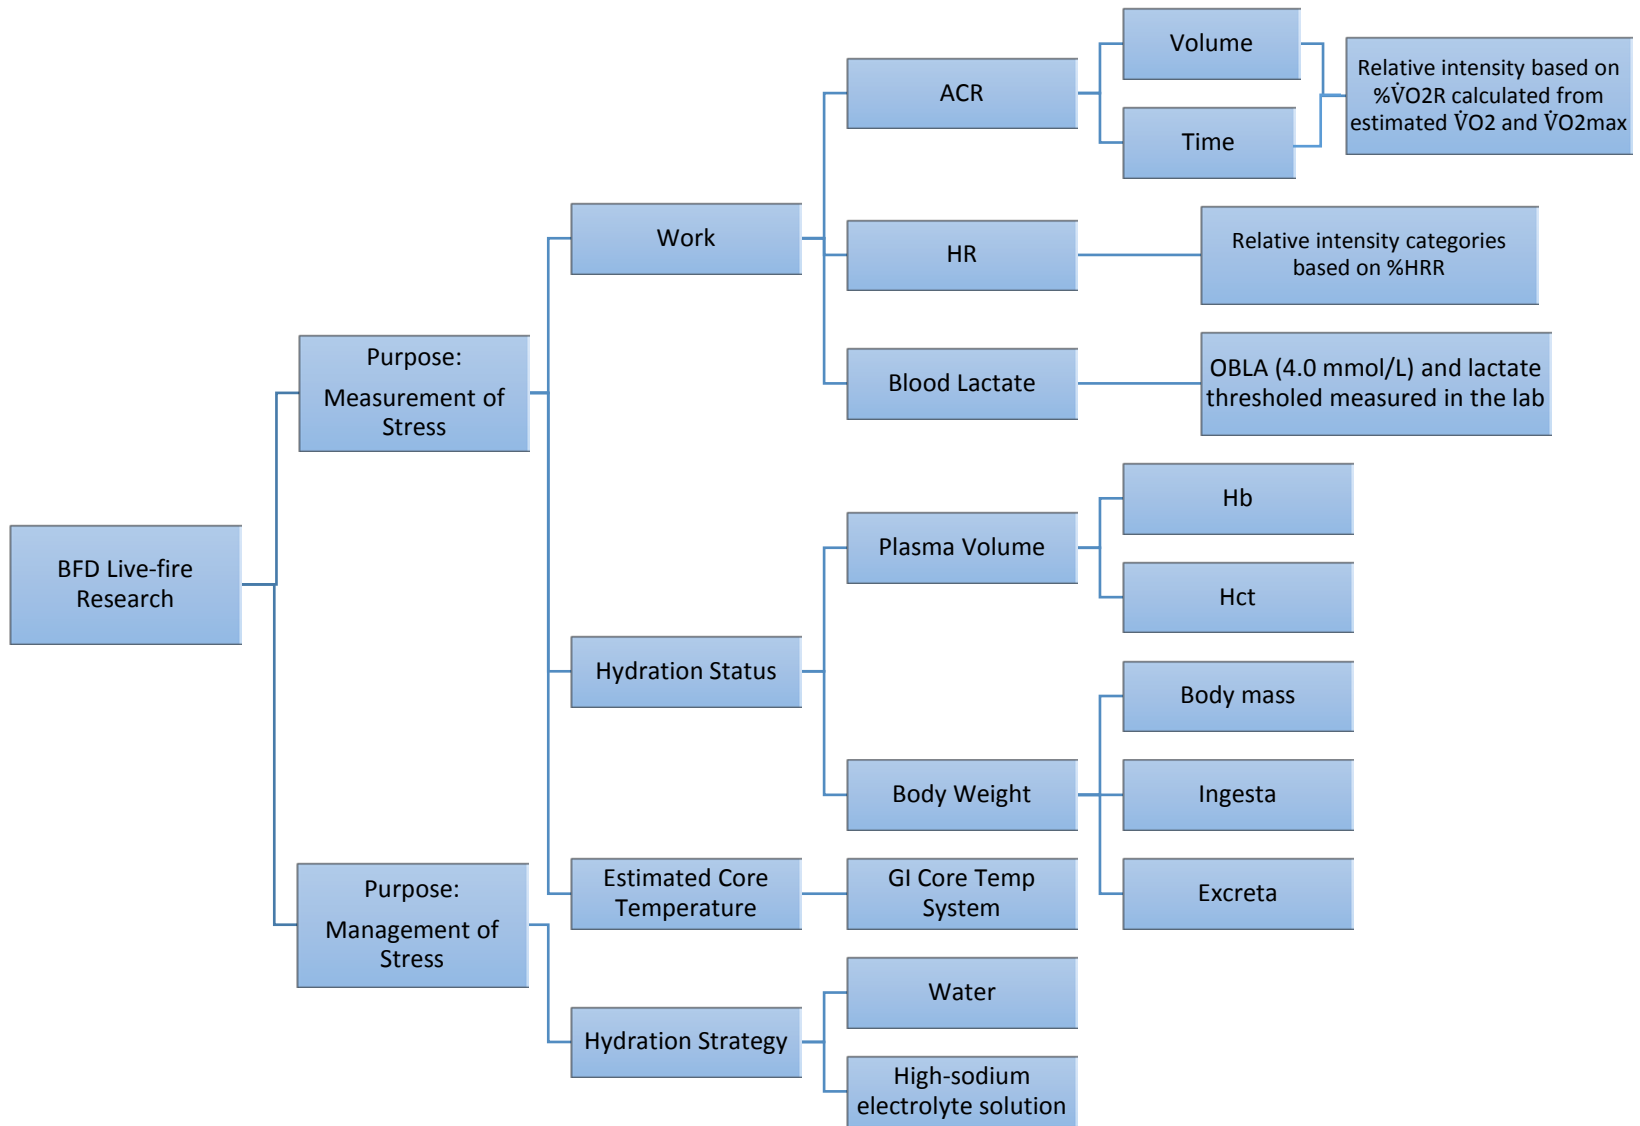 BFD Live-fire
Research
Purpose:
Measurement of
Stress
Purpose:
Management of
Stress
Work
Hydration Status
Estimated Core
Temperature
Hydration Strategy
ACR
HR
Blood Lactate
Plasma Volume
Body Weight
GI Core Temp
System
Water
High-sodium
electrolyte solution
Volume
Time
Relative intensity based on
%V̇O2R calculated from
estimated V̇O2 and V̇O2max
Relative intensity categories
based on %HRR
OBLA (4.0 mmol/L) and lactate
thresholed measured in the lab
Hb
Hct
Body mass
Ingesta
Excreta